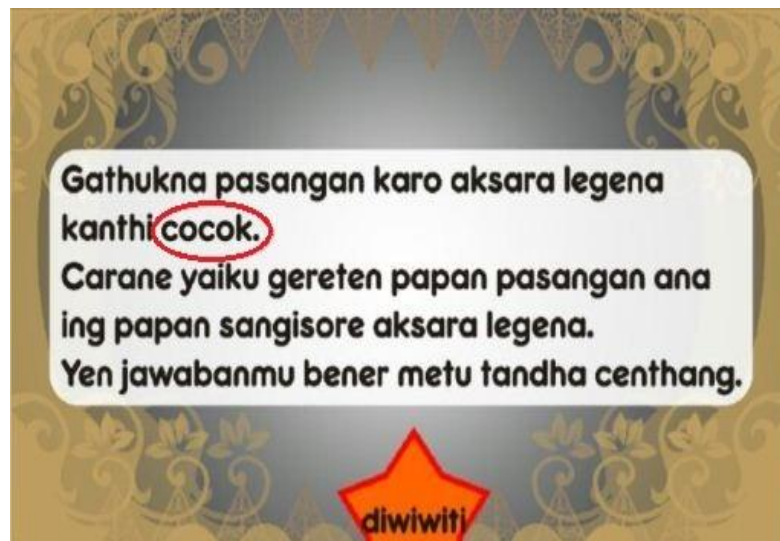 Gathukna pasangan karo aksara legena
kanthi cocok.
Carane yaiku gereten papan pasangan ana
ing papan sangisore aksara legena.
Yen jawabanmu bener metu tandha centhang.
diwiwiti